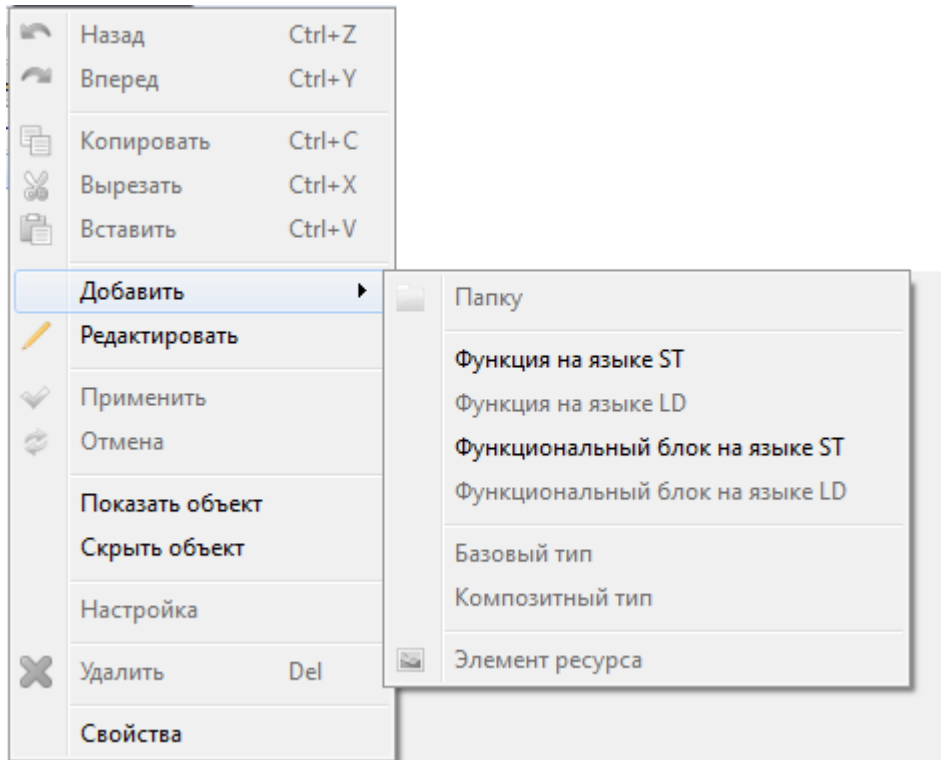 Назад Ctrl+Z
Вперед Ctrl+Y
Копировать Ctrl+C
Вырезать Ctrl+X
Вставить Ctrl+V
Добавить
Редактировать
Применить
Отмена
Показать объект
Скрыть объект
Настройка
Удалить Del
Свойства
Папку
Функция на языке ST
Функция на языке LD
Функциональный блок на языке ST
Функциональный блок на языке LD
Базовый тип
Композитный тип
Элемент ресурса